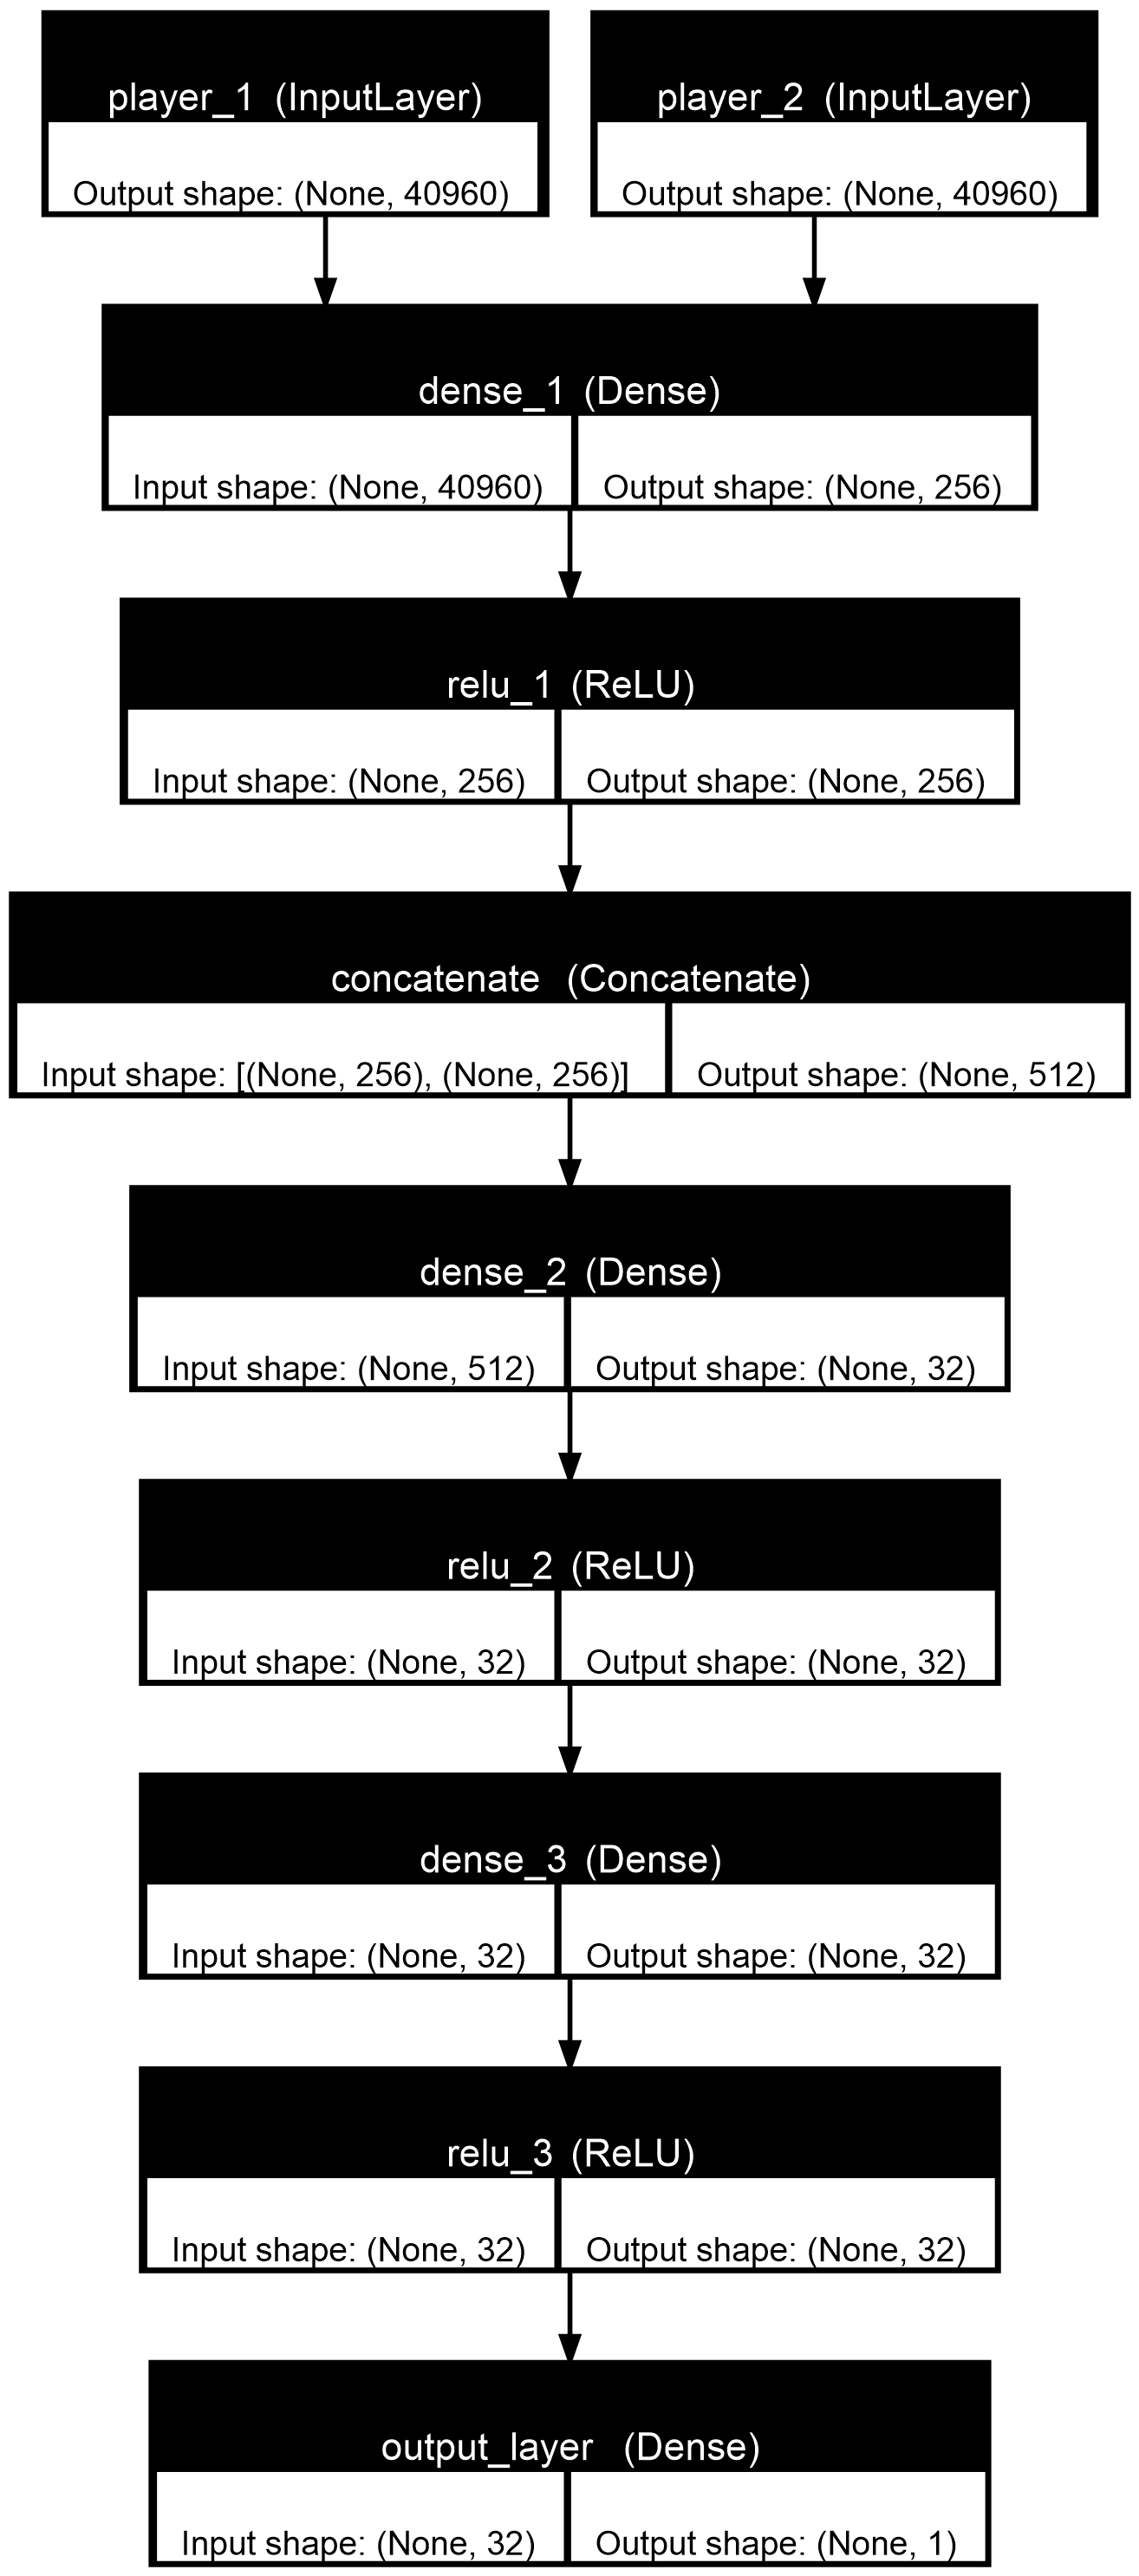 player_1 (InputLayer) player_2 (InputLayer)
Output shape: (None, 40960) Output shape: (None, 40960)
dense_1 (Dense)
Input shape: (None, 40960) Output shape: (None, 256)
relu_1 (ReLU)
Input shape: (None, 256) Output shape: (None, 256)
concatenate (Concatenate)
Input shape: [(None, 256), (None, 256)] Output shape: (None, 512)
dense_2 (Dense)
Input shape: (None, 512) Output shape: (None, 32)
relu_2 (ReLU)
Input shape: (None, 32) Output shape: (None, 32)
dense_3 (Dense)
Input shape: (None, 32) Output shape: (None, 32)
relu_3 (ReLU)
Input shape: (None, 32) Output shape: (None, 32)
output_layer (Dense)
Input shape: (None, 32) Output shape: (None, 1)